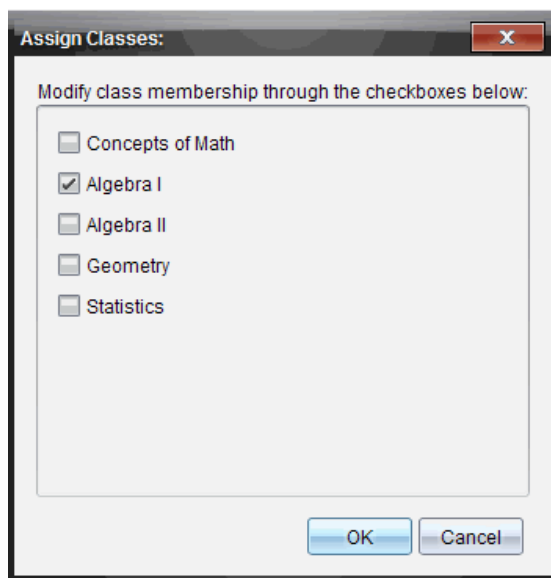 Assign Classes:
Modify class membership through the checkboxes below:
Concepts of Math
Algebra I
Algebra II
Geometry
Statistics
OK Cancel